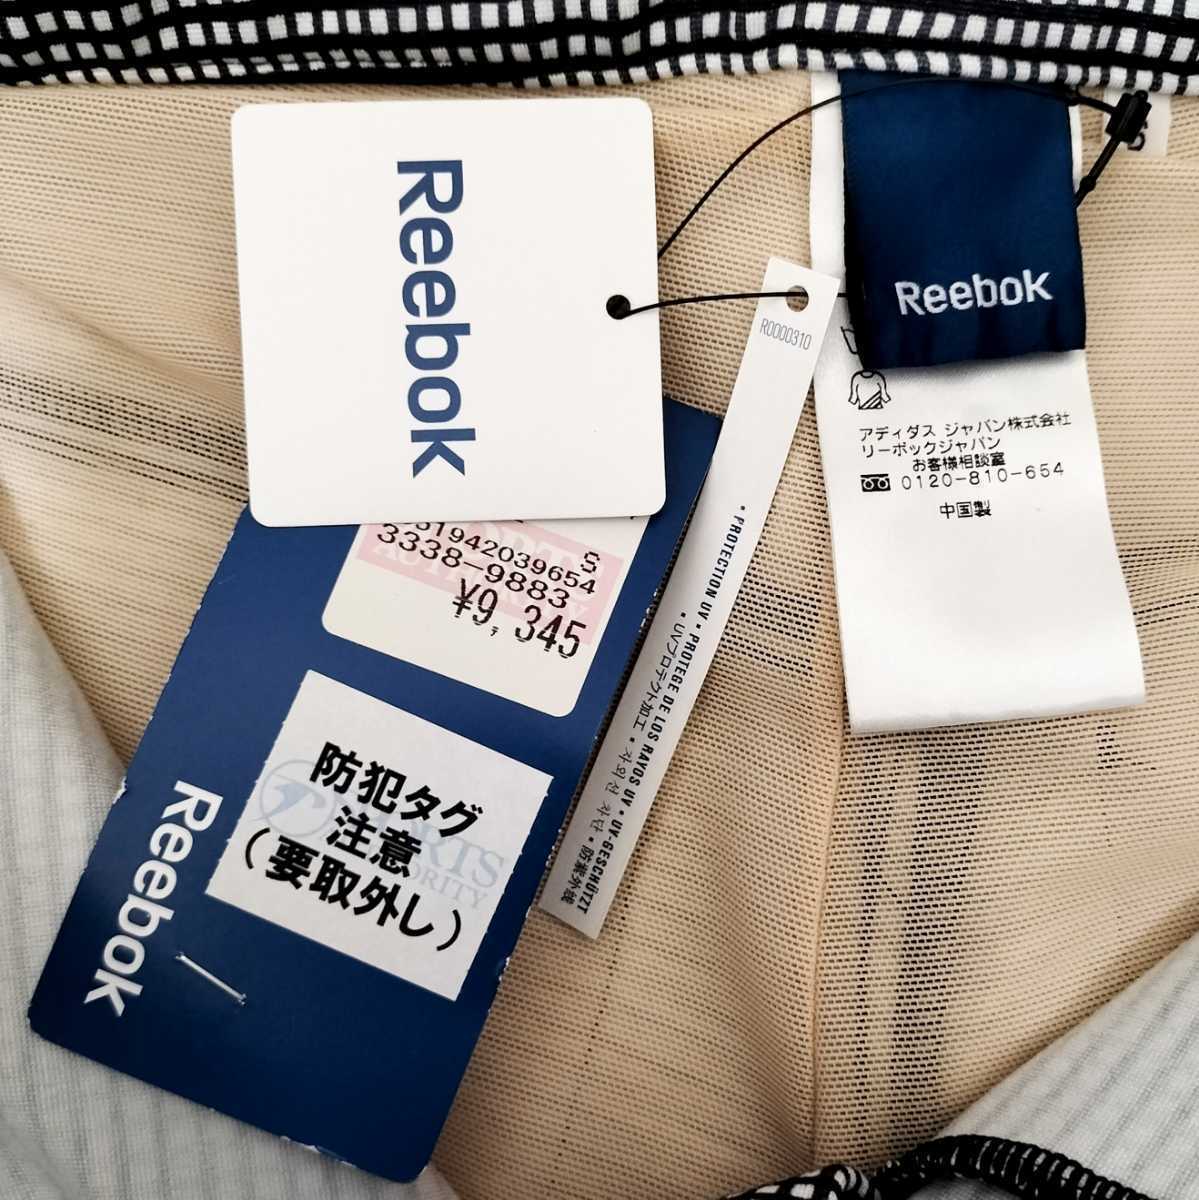 Reebok
S
1942039654
3338-9883
¥9,345
防犯タグ
注意
(要取外し)
SPORTS
AUTHORITY
Reebok
R0000310
• PROTECTION UV • PROTEGE DE LOS RAYOS UV • UV-GESCHÜTZT
• UVプロテクト加工 • 자외선 차단 • 防紫外線
Reebok
アディダス ジャパン株式会社
リーボックジャパン
お客様相談室
0120-810-654
中国製